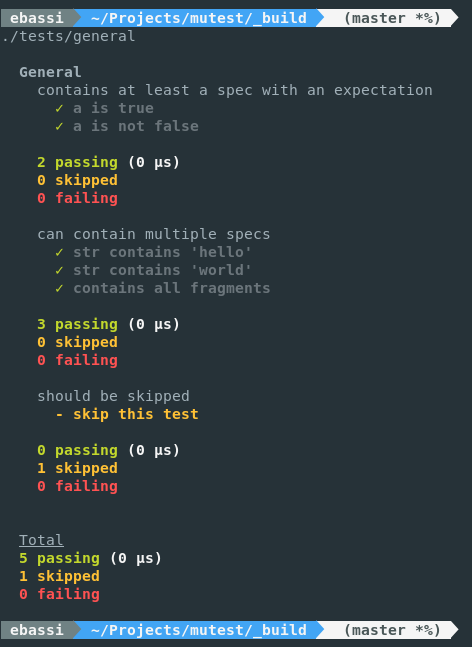 ebassi ~/Projects/mutest/_build (master *%)
./tests/general
General
contains at least a spec with an expectation
✓ a is true
✓ a is not false
2 passing (0 µs)
0 skipped
0 failing
can contain multiple specs
✓ str contains 'hello'
✓ str contains 'world'
✓ contains all fragments
3 passing (0 µs)
0 skipped
0 failing
should be skipped
- skip this test
0 passing (0 µs)
1 skipped
0 failing
Total
5 passing (0 µs)
1 skipped
0 failing
ebassi ~/Projects/mutest/_build (master *%)